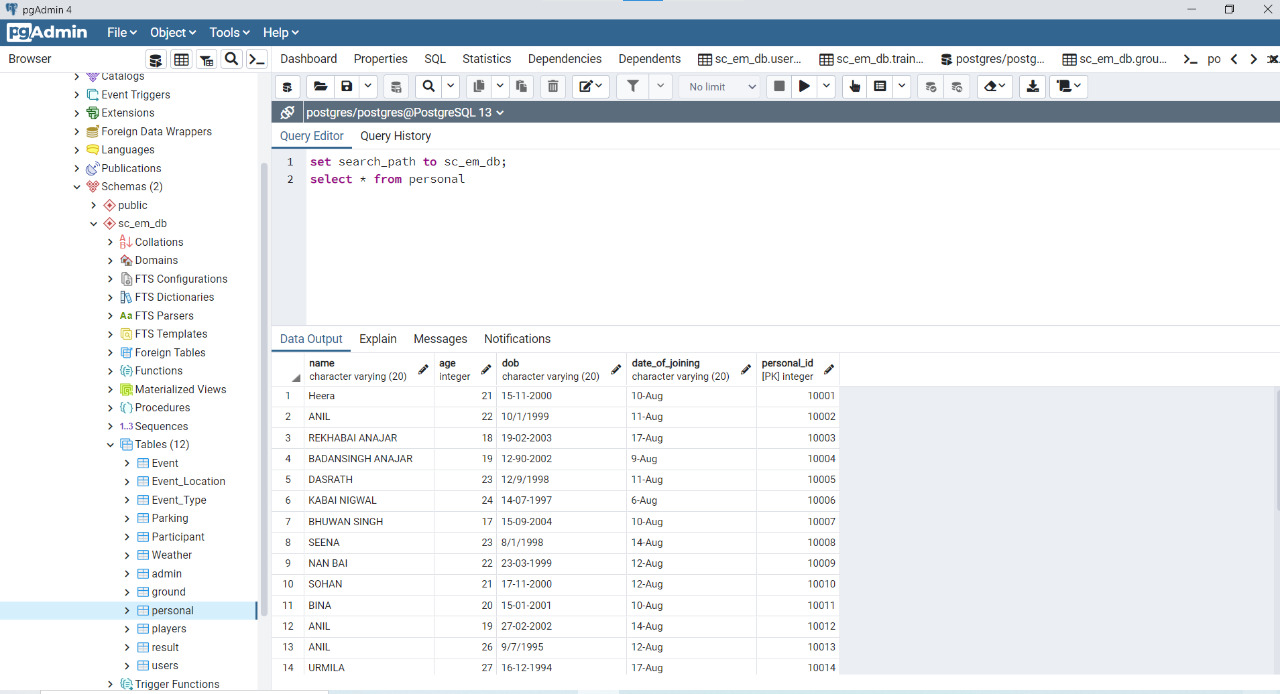 pgAdmin 4
pgAdmin File Object Tools Help
Browser Dashboard Properties SQL Statistics Dependencies Dependents sc_em_db.user... sc_em_db.train... postgres/postg... sc_em_db.grou... po
No limit
postgres/postgres@PostgreSQL 13
Query Editor Query History
1 set search_path to sc_em_db;
2 select * from personal
Catalogs
Event Triggers
Extensions
Foreign Data Wrappers
Languages
Publications
Schemas (2)
public
sc_em_db
Collations
Domains
FTS Configurations
FTS Dictionaries
Aa FTS Parsers
FTS Templates
Foreign Tables
Functions
Materialized Views
Procedures
1..3 Sequences
Tables (12)
Event
Event_Location
Event_Type
Parking
Participant
Weather
admin
ground
personal
players
result
users
Trigger Functions
Data Output Explain Messages Notifications
name age dob date_of_joining personal_id
character varying (20) integer character varying (20) character varying (20) [PK] integer
1 Heera 21 15-11-2000 10-Aug 10001
2 ANIL 22 10/1/1999 11-Aug 10002
3 REKHABAI ANAJAR 18 19-02-2003 17-Aug 10003
4 BADANSINGH ANAJAR 19 12-90-2002 9-Aug 10004
5 DASRATH 23 12/9/1998 11-Aug 10005
6 KABAI NIGWAL 24 14-07-1997 6-Aug 10006
7 BHUWAN SINGH 17 15-09-2004 10-Aug 10007
8 SEENA 23 8/1/1998 14-Aug 10008
9 NAN BAI 22 23-03-1999 12-Aug 10009
10 SOHAN 21 17-11-2000 12-Aug 10010
11 BINA 20 15-01-2001 10-Aug 10011
12 ANIL 19 27-02-2002 14-Aug 10012
13 ANIL 26 9/7/1995 12-Aug 10013
14 URMILA 27 16-12-1994 17-Aug 10014